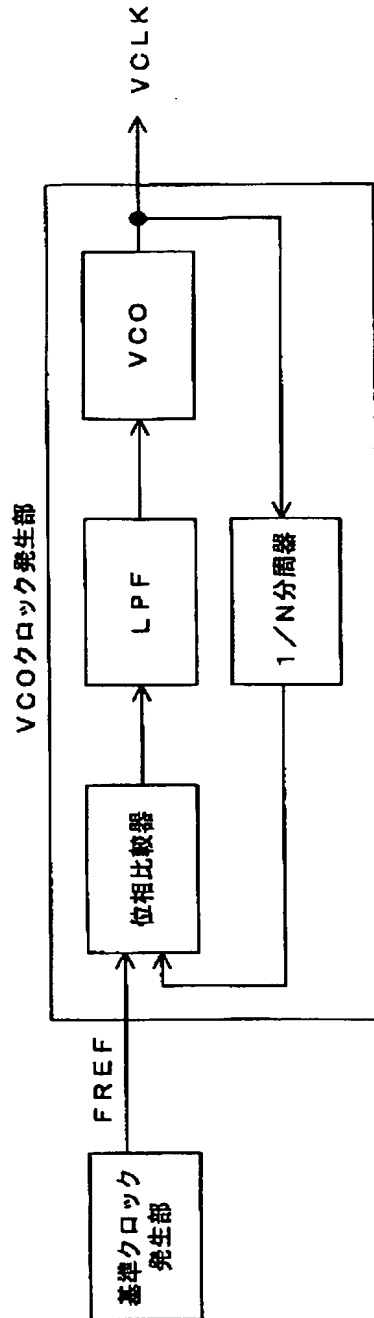 VCOクロック発生部
基準クロック
発生部
FREF
位相比較器
LPF
VCO
VCLK
1/N分周器